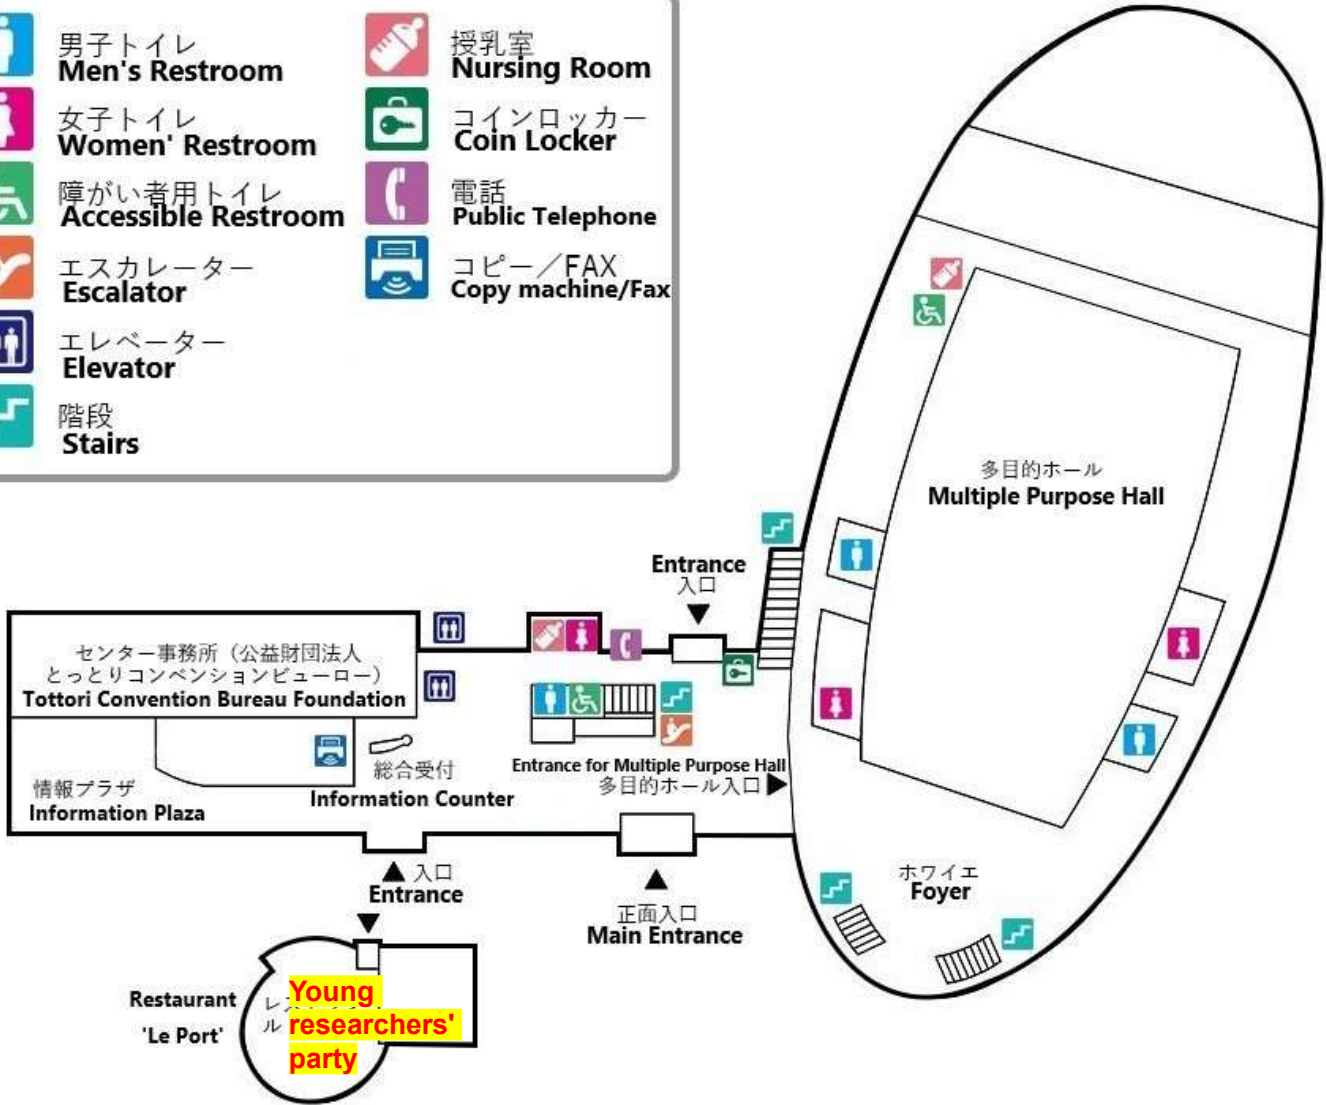 男子トイレ
Men's Restroom
女子トイレ
Women' Restroom
障がい者用トイレ
Accessible Restroom
エスカレーター
Escalator
エレベーター
Elevator
階段
Stairs
授乳室
Nursing Room
コインロッカー
Coin Locker
電話
Public Telephone
コピー／FAX
Copy machine/Fax
多目的ホール
Multiple Purpose Hall
Entrance
入口
センター事務所（公益財団法人
とっとりコンベンションビューロー）
Tottori Convention Bureau Foundation
情報プラザ
Information Plaza
総合受付
Information Counter
Entrance for Multiple Purpose Hall
多目的ホール入口
入口
Entrance
正面入口
Main Entrance
ホワイエ
Foyer
Restaurant
'Le Port'
レス
ル
Young
researchers'
party